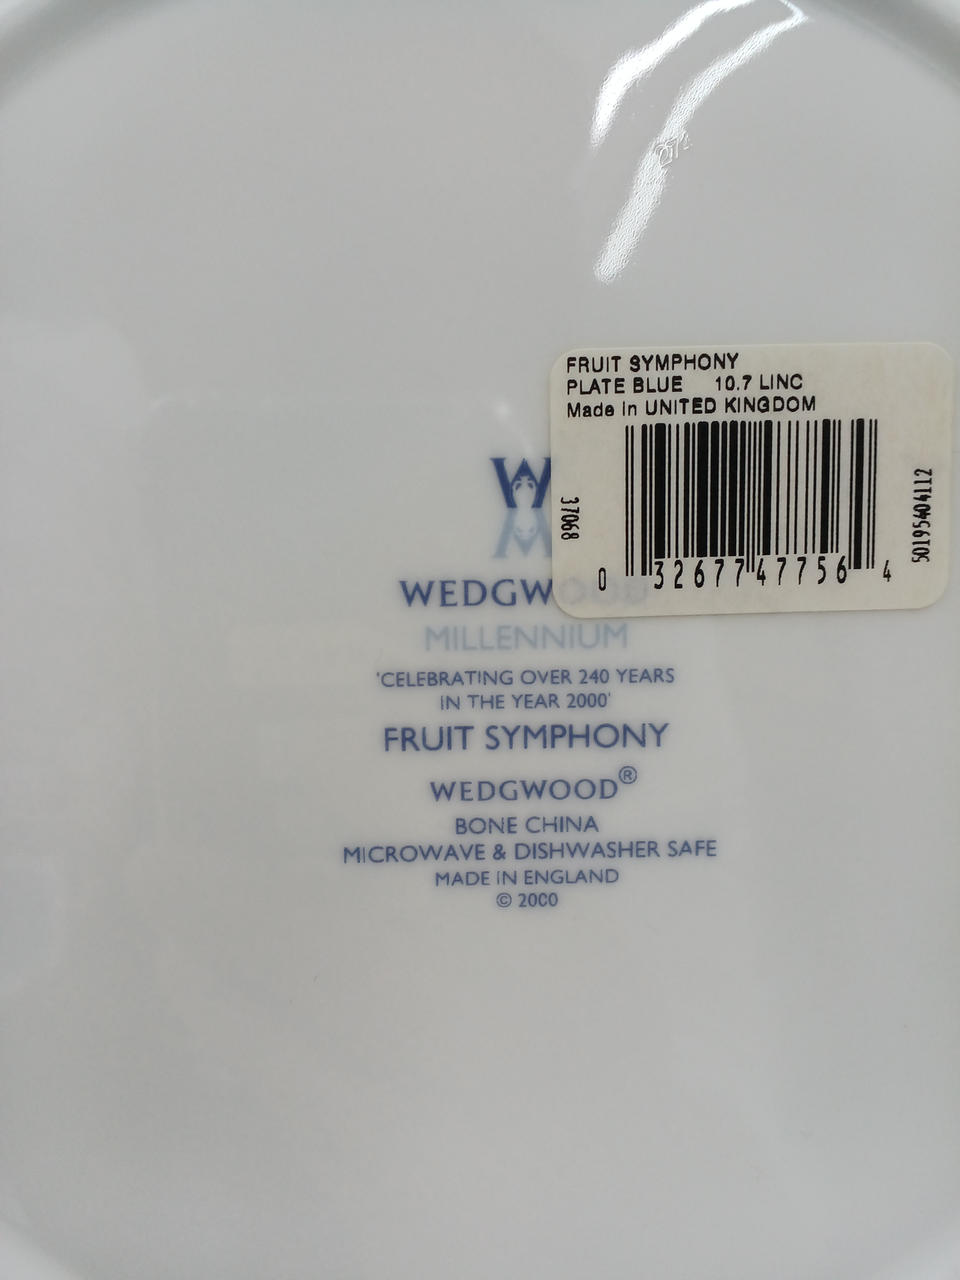 FRUIT SYMPHONY
PLATE BLUE 10.7 LINC
Made in UNITED KINGDOM
37068
50195404112
0 32677 47756 4
W
WEDGWOOD
MILLENNIUM
'CELEBRATING OVER 240 YEARS
IN THE YEAR 2000'
FRUIT SYMPHONY
WEDGWOOD®
BONE CHINA
MICROWAVE & DISHWASHER SAFE
MADE IN ENGLAND
© 2000